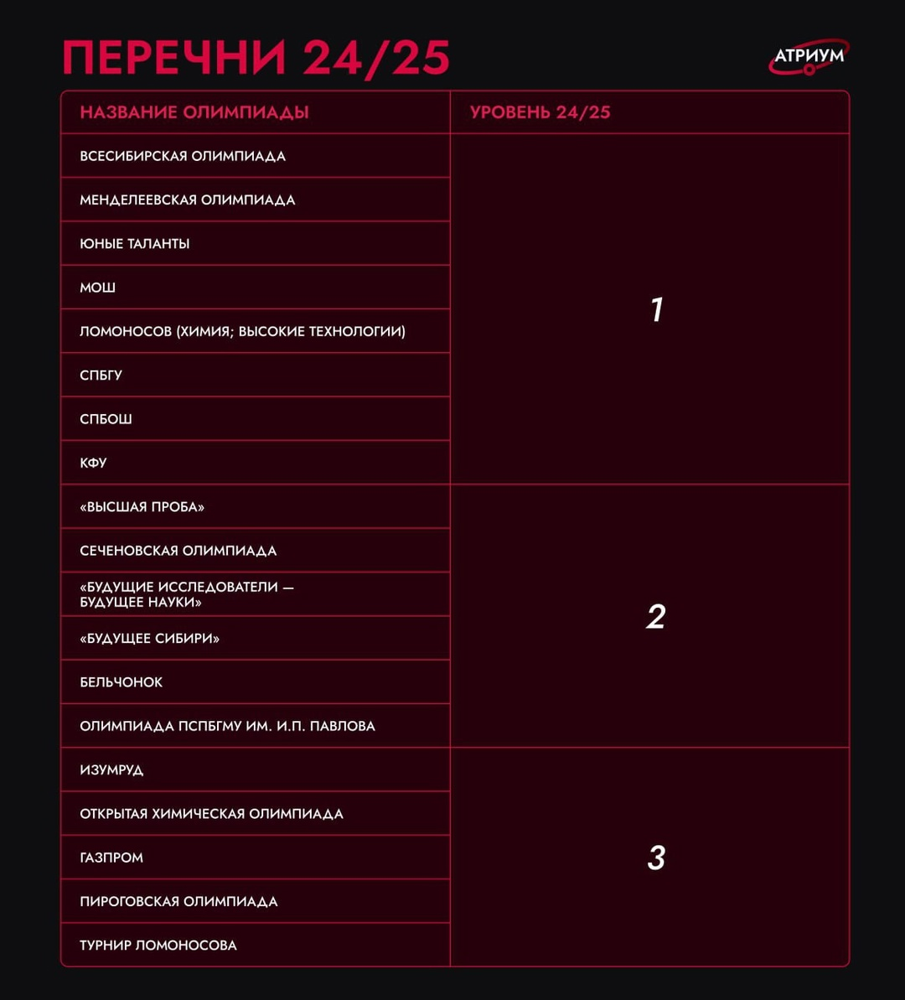 ПЕРЕЧНИ 24/25
АТРИУМ
НАЗВАНИЕ ОЛИМПИАДЫ
УРОВЕНЬ 24/25
ВСЕСИБИРСКАЯ ОЛИМПИАДА
МЕНДЕЛЕЕВСКАЯ ОЛИМПИАДА
ЮНЫЕ ТАЛАНТЫ
МОШ
ЛОМОНОСОВ (ХИМИЯ; ВЫСОКИЕ ТЕХНОЛОГИИ)
СПБГУ
СПБОШ
КФУ
1
«ВЫСШАЯ ПРОБА»
СЕЧЕНОВСКАЯ ОЛИМПИАДА
«БУДУЩИЕ ИССЛЕДОВАТЕЛИ —
БУДУЩЕЕ НАУКИ»
«БУДУЩЕЕ СИБИРИ»
БЕЛЬЧОНОК
ОЛИМПИАДА ПСПБГМУ ИМ. И.П. ПАВЛОВА
2
ИЗУМРУД
ОТКРЫТАЯ ХИМИЧЕСКАЯ ОЛИМПИАДА
ГАЗПРОМ
ПИРОГОВСКАЯ ОЛИМПИАДА
ТУРНИР ЛОМОНОСОВА
3